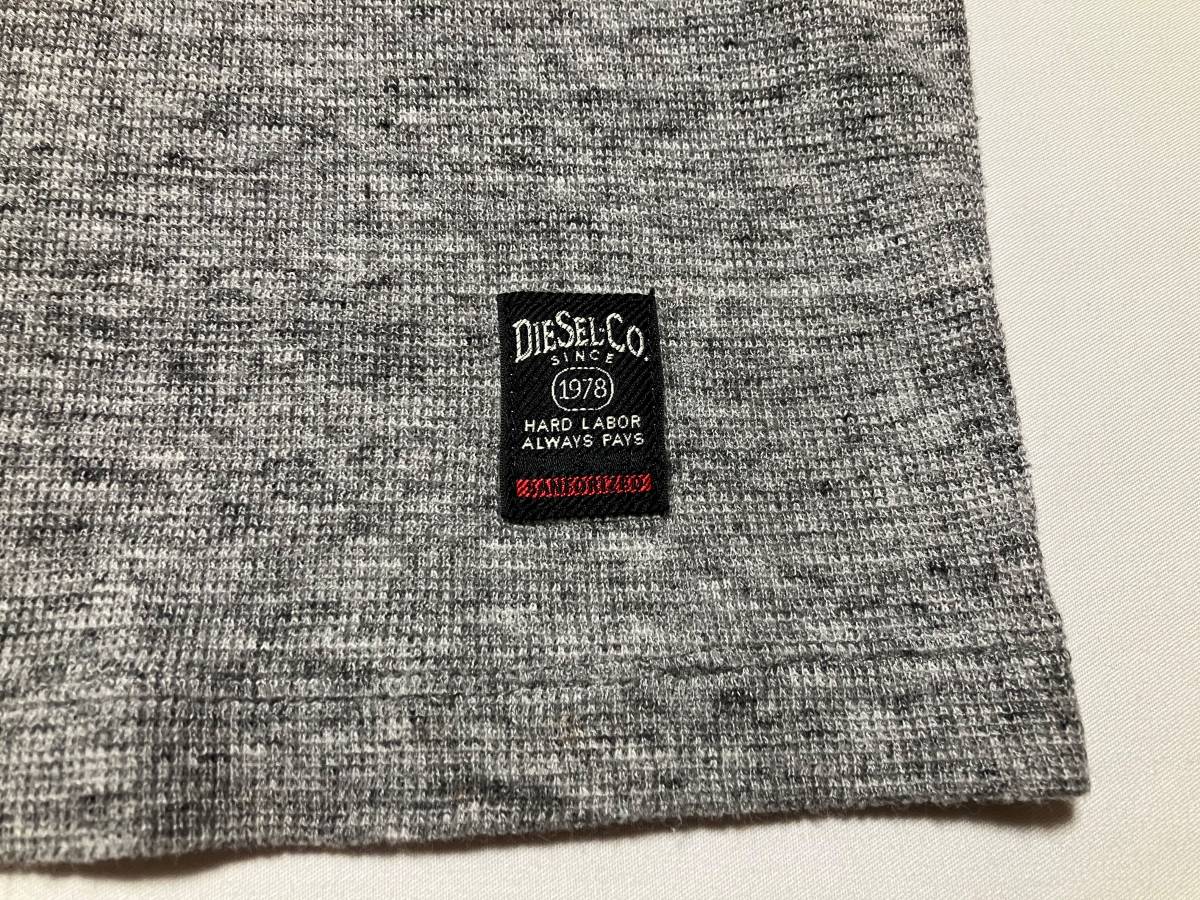 DIESEL·CO.
SINCE
1978
HARD LABOR
ALWAYS PAYS
SANFORIZED